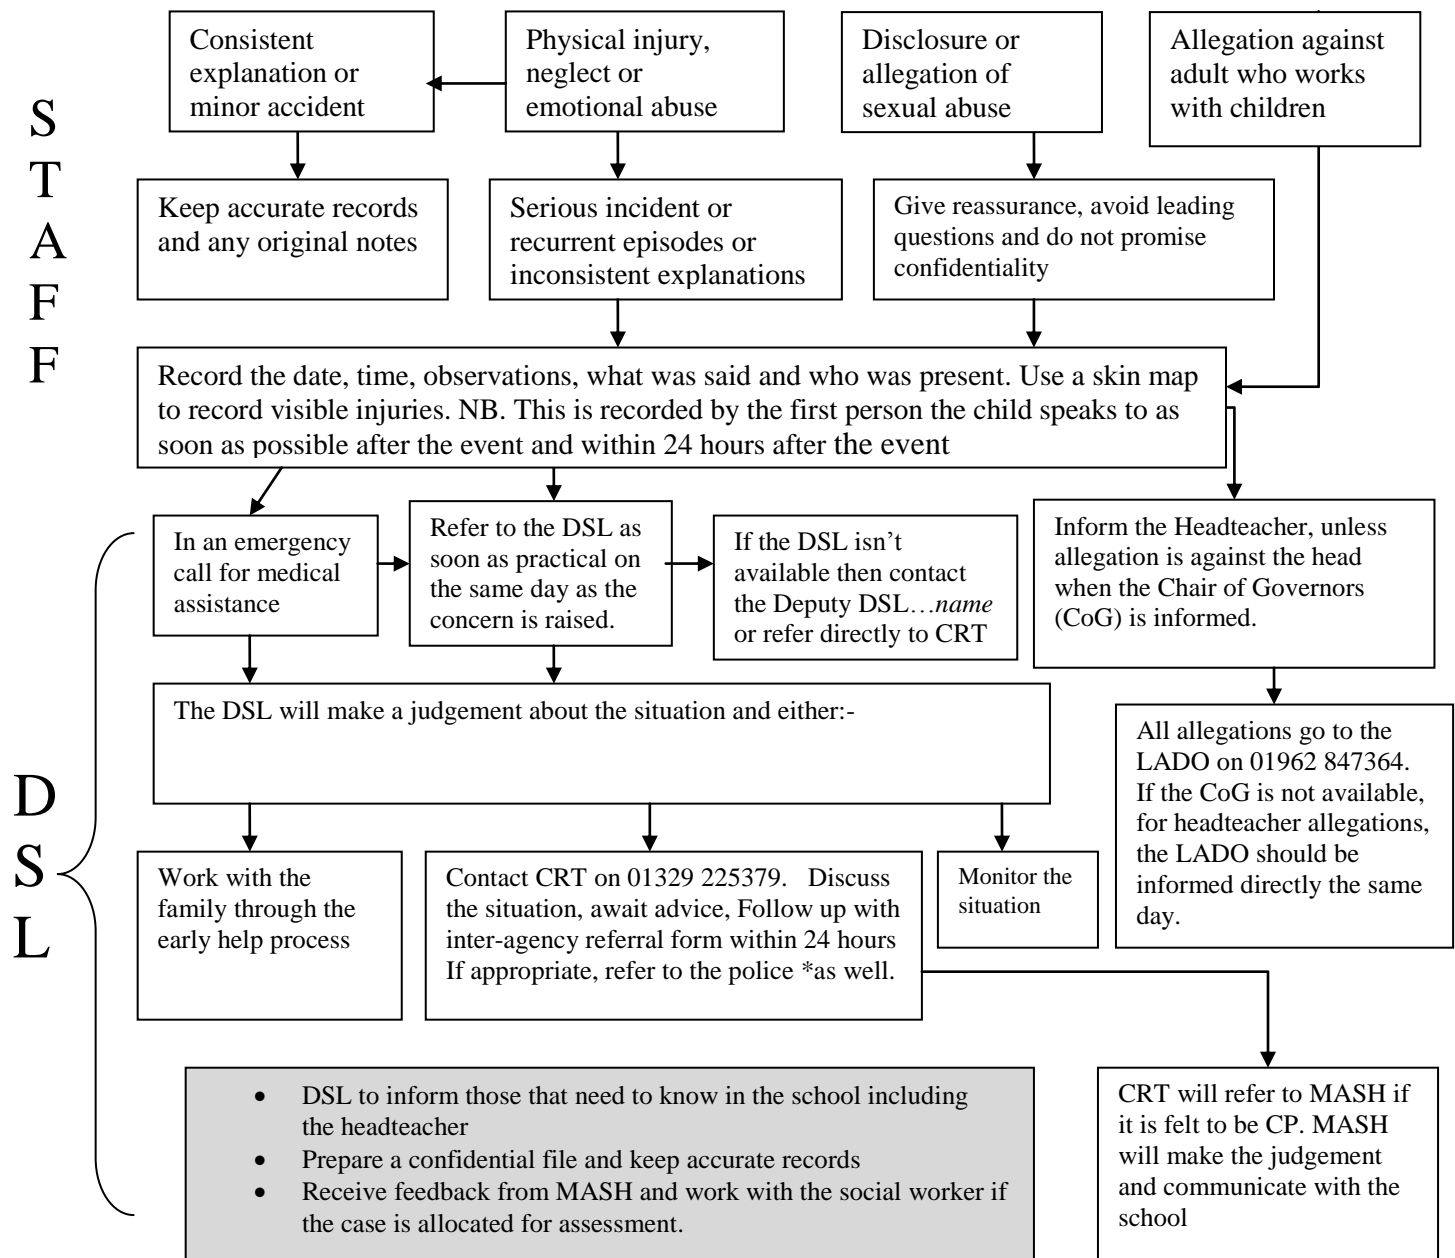 Consistent
explanation or
minor accident
Physical injury,
neglect or
emotional abuse
Disclosure or
allegation of
sexual abuse
Allegation against
adult who works
with children
S
T
A
F
F
Keep accurate records
and any original notes
Serious incident or
recurrent episodes or
inconsistent explanations
Give reassurance, avoid leading
questions and do not promise
confidentiality
Record the date, time, observations, what was said and who was present. Use a skin map
to record visible injuries. NB. This is recorded by the first person the child speaks to as
soon as possible after the event and within 24 hours after the event
In an emergency
call for medical
assistance
Refer to the DSL as
soon as practical on
the same day as the
concern is raised.
If the DSL isn't
available then contact
the Deputy DSL…name
or refer directly to CRT
Inform the Headteacher, unless
allegation is against the head
when the Chair of Governors
(CoG) is informed.
The DSL will make a judgement about the situation and either:-
All allegations go to the
LADO on 01962 847364.
If the CoG is not available,
for headteacher allegations,
the LADO should be
informed directly the same
day.
D
S
L
Work with the
family through the
early help process
Contact CRT on 01329 225379. Discuss
the situation, await advice, Follow up with
inter-agency referral form within 24 hours
If appropriate, refer to the police *as well.
Monitor the
situation
• DSL to inform those that need to know in the school including
the headteacher
• Prepare a confidential file and keep accurate records
• Receive feedback from MASH and work with the social worker if
the case is allocated for assessment.
CRT will refer to MASH if
it is felt to be CP. MASH
will make the judgement
and communicate with the
school